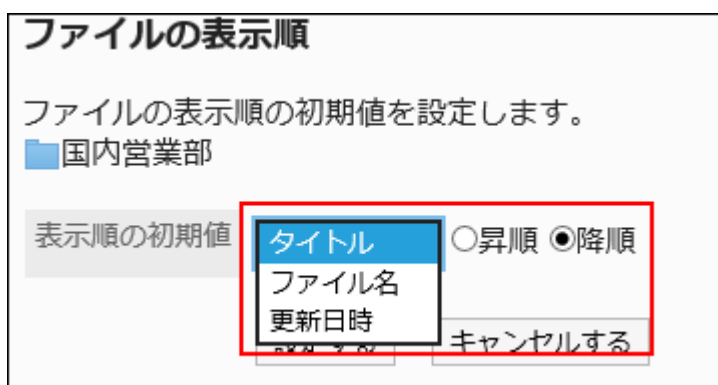 ファイルの表示順
ファイルの表示順の初期値を設定します。
国内営業部
表示順の初期値 タイトル 昇順 降順
ファイル名
更新日時
キャンセルする